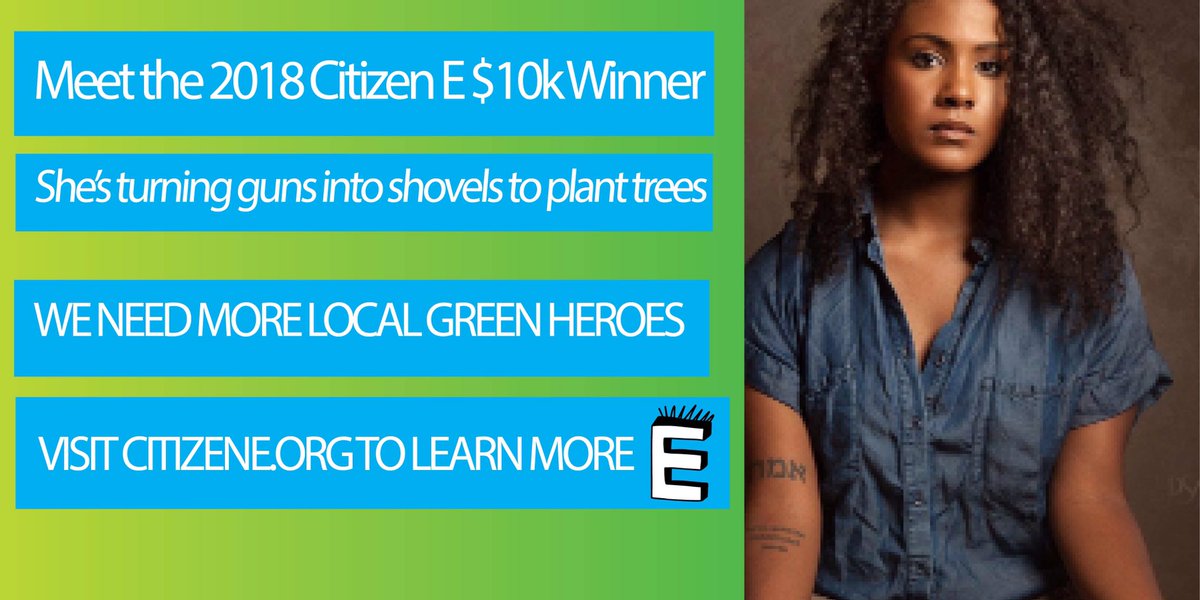 Meet the 2018 Citizen E $10k Winner
She's turning guns into shovels to plant trees
WE NEED MORE LOCAL GREEN HEROES
VISIT CITIZENE.ORG TO LEARN MORE
E